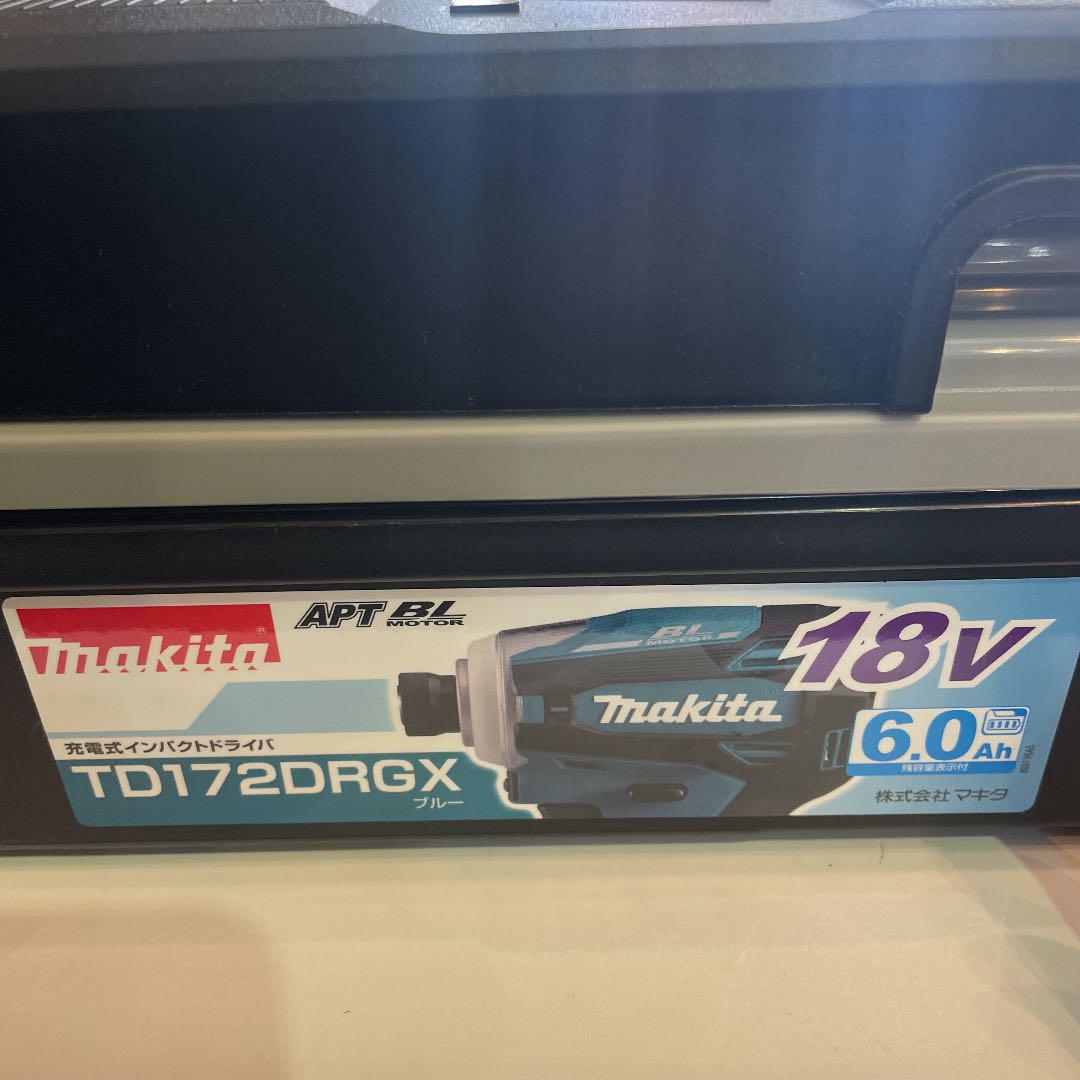 makita
APT BL
MOTOR
BL
MOTOR
makita
18V
6.0Ah
残容量表示付
充電式インパクトドライバ
TD172DRGX
ブルー
株式会社 マキタ